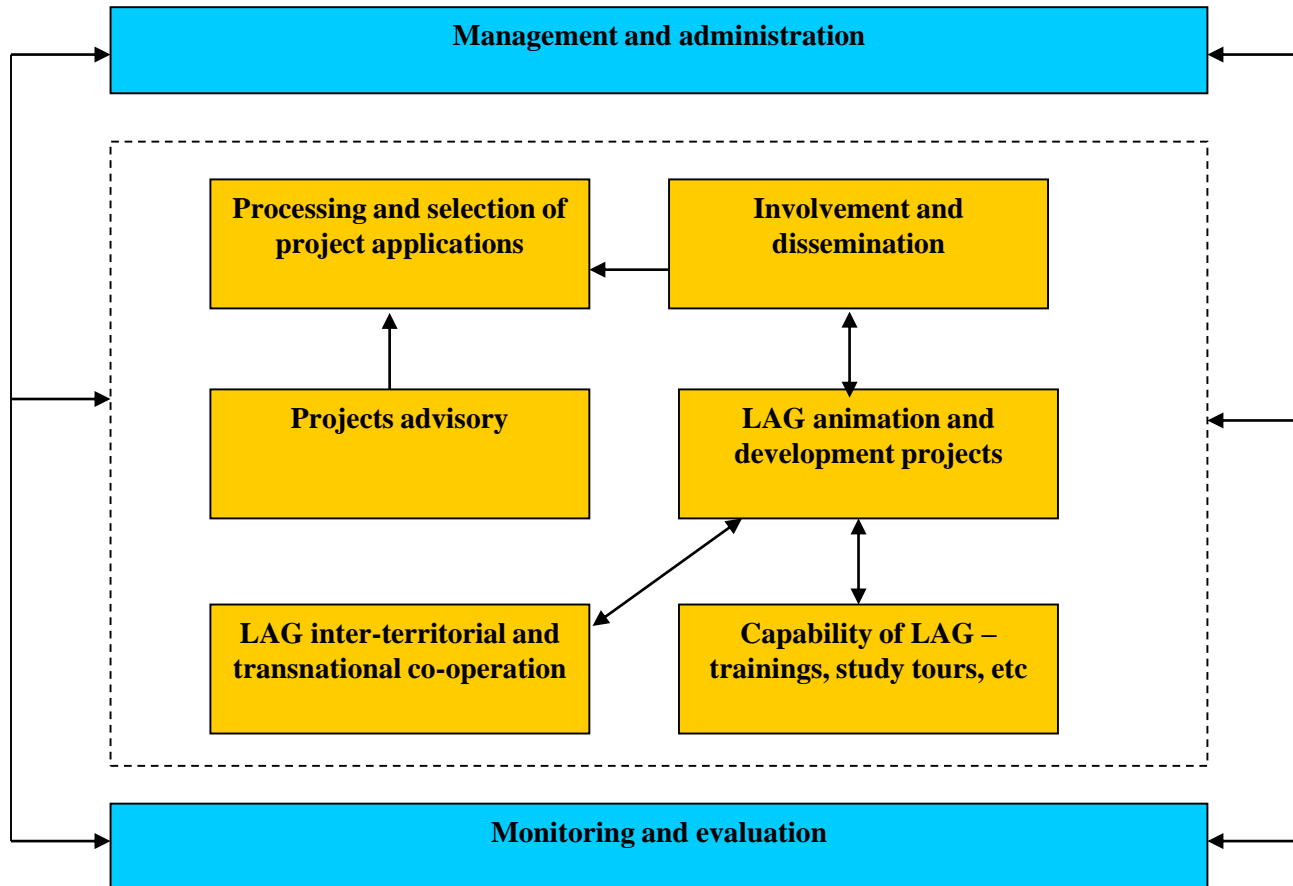 Management and administration
Processing and selection of
project applications
Involvement and
dissemination
Projects advisory
LAG animation and
development projects
LAG inter-territorial and
transnational co-operation
Capability of LAG –
trainings, study tours, etc
Monitoring and evaluation